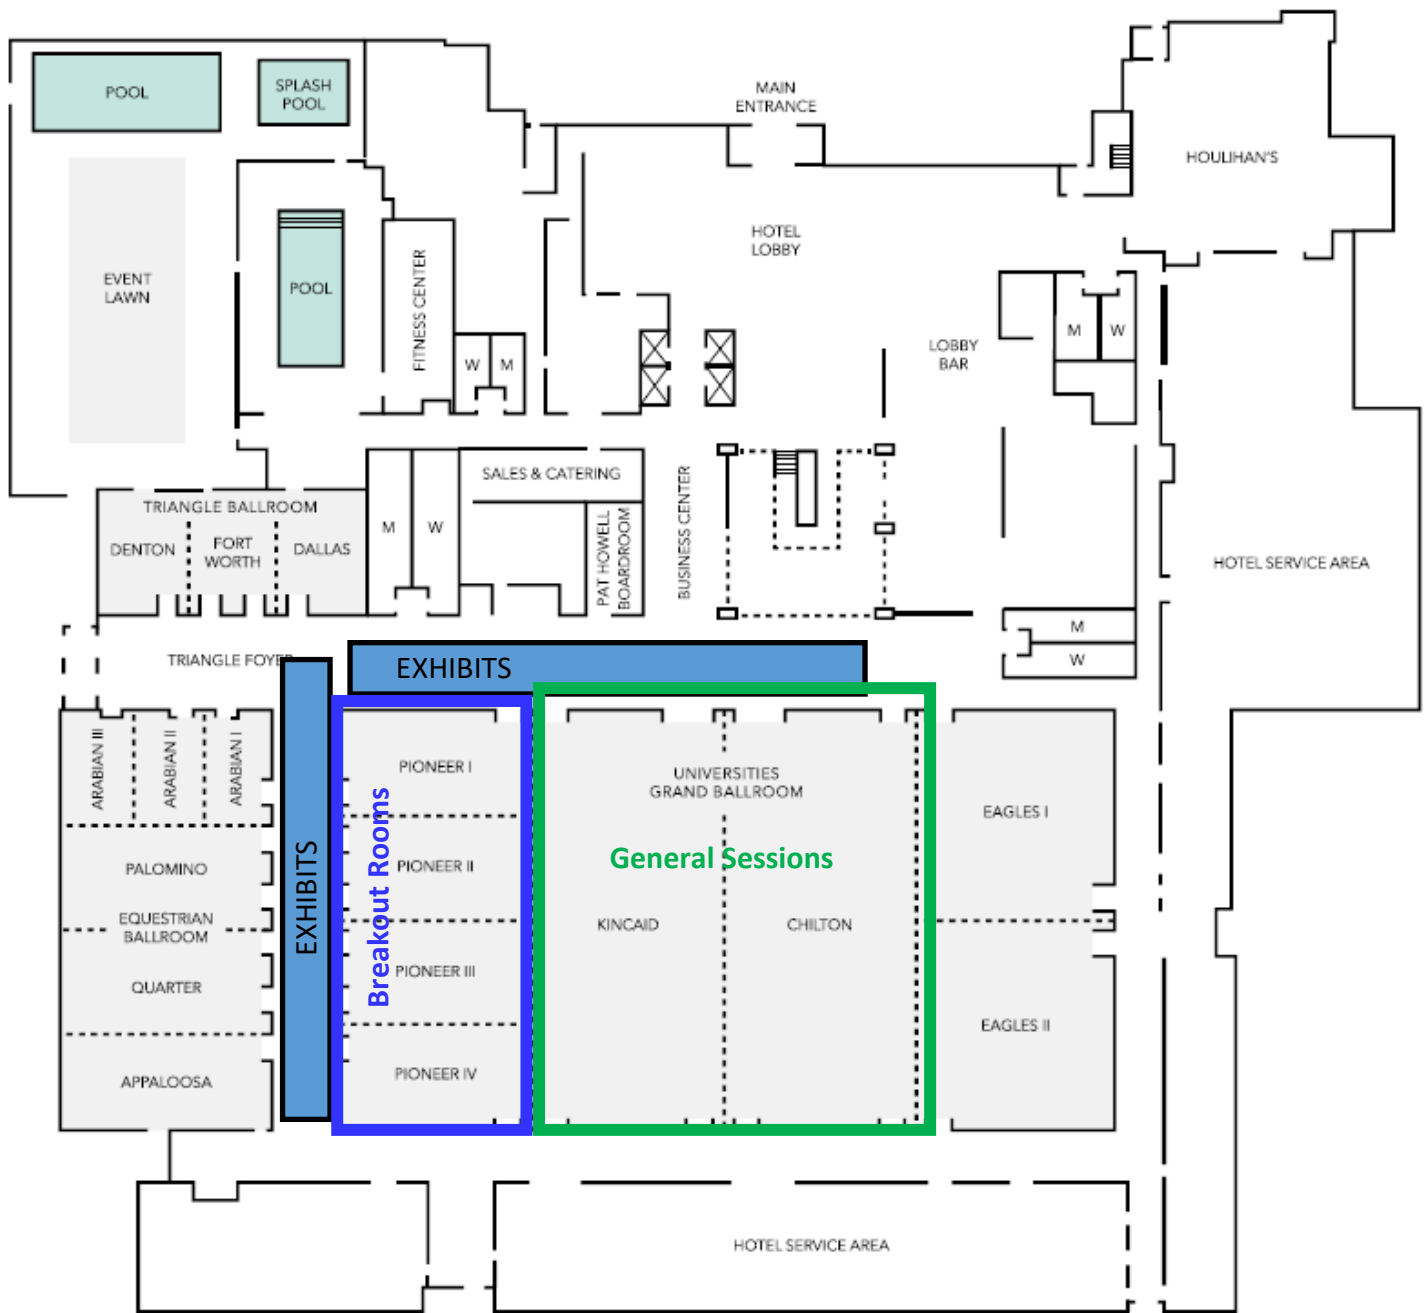 POOL
SPLASH
POOL
MAIN
ENTRANCE
HOULIHAN'S
HOTEL
LOBBY
EVENT
LAWN
POOL
FITNESS CENTER
W
M
LOBBY
BAR
M
W
SALES & CATERING
BUSINESS CENTER
TRIANGLE BALLROOM
DENTON
FORT
WORTH
DALLAS
M
W
PAT HOWELL
BOARDROOM
HOTEL SERVICE AREA
M
W
TRIANGLE FOYER
EXHIBITS
ARABIAN III
ARABIAN II
ARABIAN I
PIONEER I
UNIVERSITIES
GRAND BALLROOM
EAGLES I
PALOMINO
EXHIBITS
PIONEER II
Breakout Rooms
General Sessions
EQUESTRIAN
BALLROOM
KINCAID
CHILTON
QUARTER
PIONEER III
EAGLES II
APPALOOSA
PIONEER IV
HOTEL SERVICE AREA